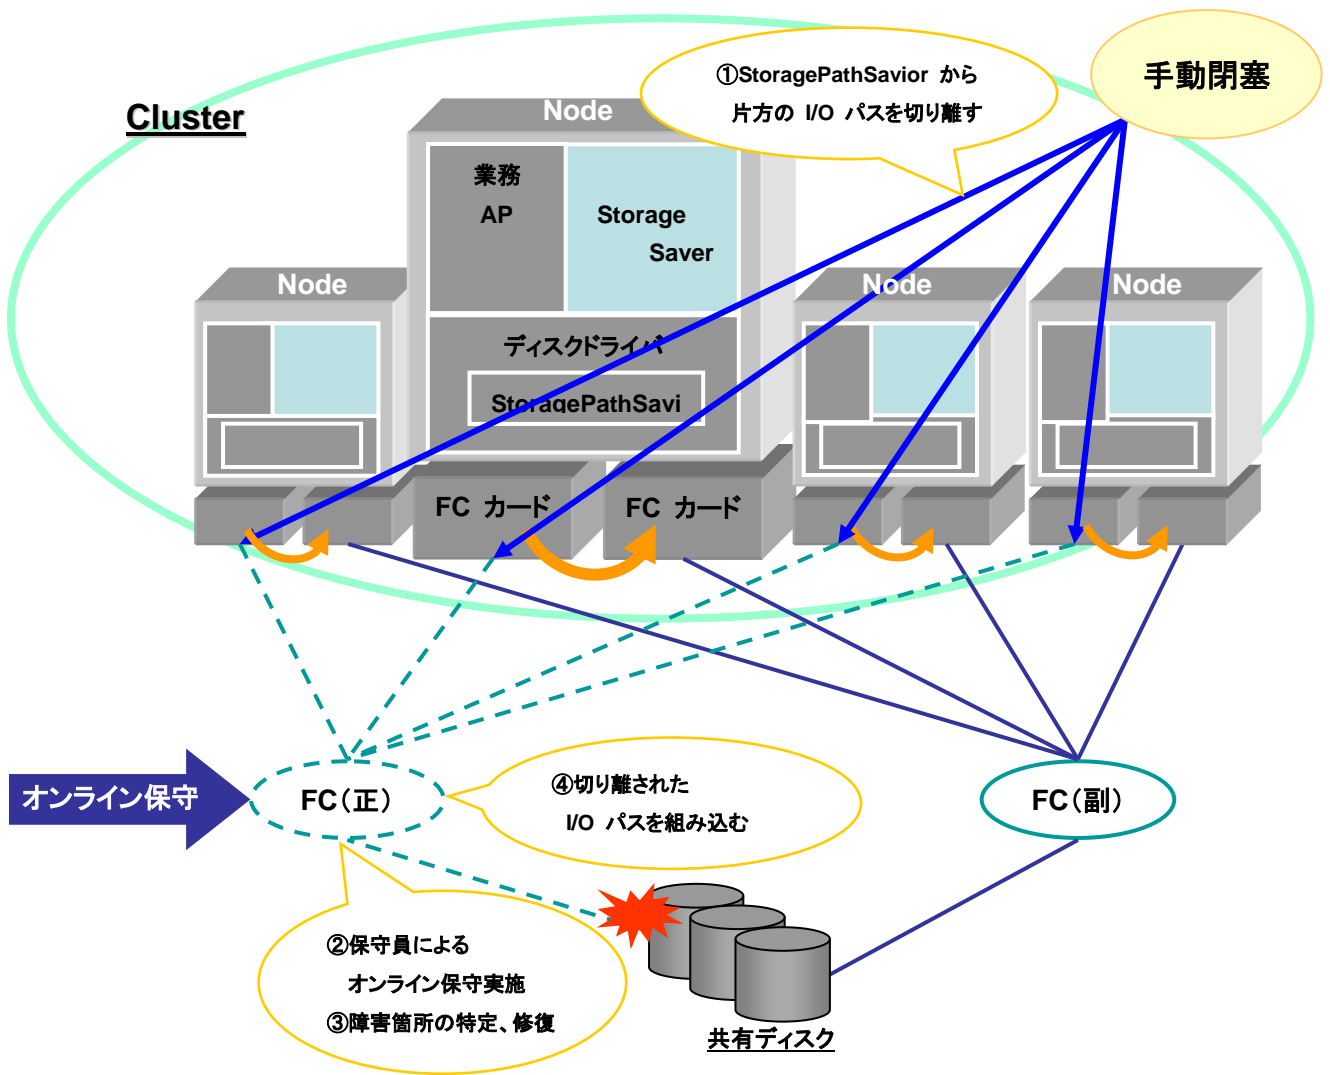 ①StoragePathSavior から
片方の I/O パスを切り離す
手動閉塞
Cluster
Node
業務
AP
Storage
Saver
ディスクドライバ
StoragePathSavi
FC カード
FC カード
Node
Node
Node
オンライン保守
FC(正)
④切り離された
I/O パスを組み込む
FC(副)
②保守員による
オンライン保守実施
③障害箇所の特定、修復
共有ディスク